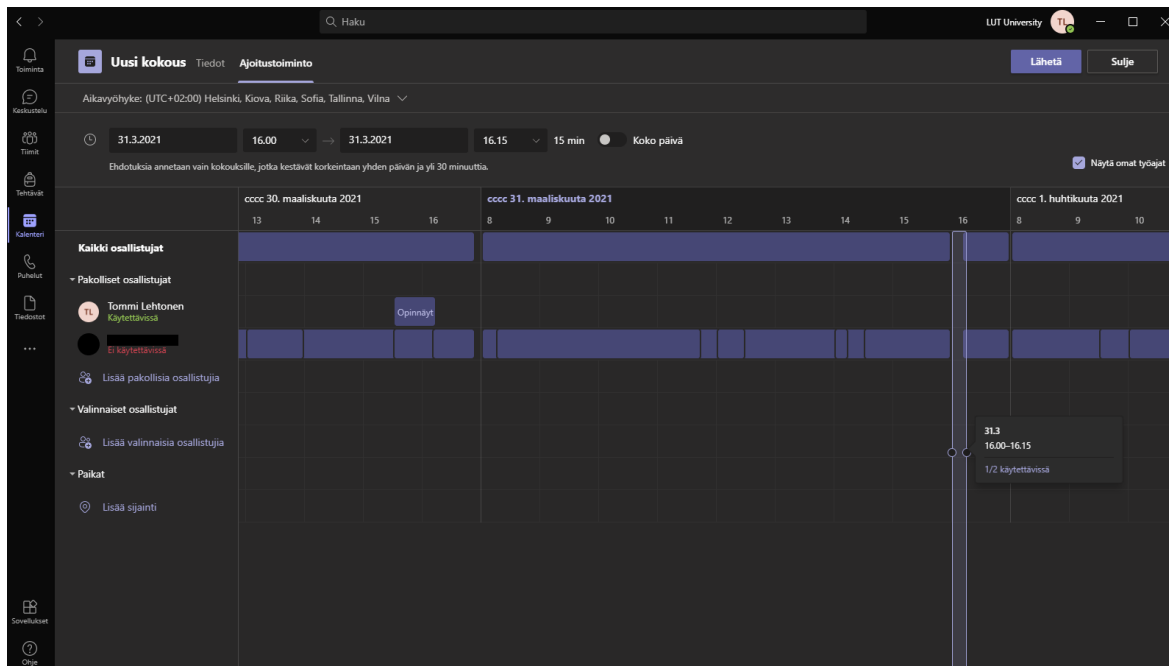 Haku
LUT University
TL
Toiminta
Keskustelu
Tiimit
Tehtävät
Kalenteri
Puhelut
Tiedostot
Sovellukset
Ohje
Uusi kokous Tiedot Ajoitustoiminto
Lähetä Sulje
Aikavyöhyke: (UTC+02:00) Helsinki, Kiova, Riika, Sofia, Tallinna, Vilna
31.3.2021 16.00 → 31.3.2021 16.15 15 min Koko päivä
Ehdotuksia annetaan vain kokouksille, jotka kestävät korkeintaan yhden päivän ja yli 30 minuuttia.
Näytä omat työajat
cccc 30. maaliskuuta 2021 cccc 31. maaliskuuta 2021 cccc 1. huhtikuuta 2021
13 14 15 16 8 9 10 11 12 13 14 15 16 8 9 10
Kaikki osallistujat
Pakolliset osallistujat
TL Tommi Lehtonen
Käytettävissä
Opinnäyt
Ei käytettävissä
Lisää pakollisia osallistujia
Valinnaiset osallistujat
Lisää valinnaisia osallistujia
Paikat
Lisää sijainti
31.3
16.00–16.15
1/2 käytettävissä